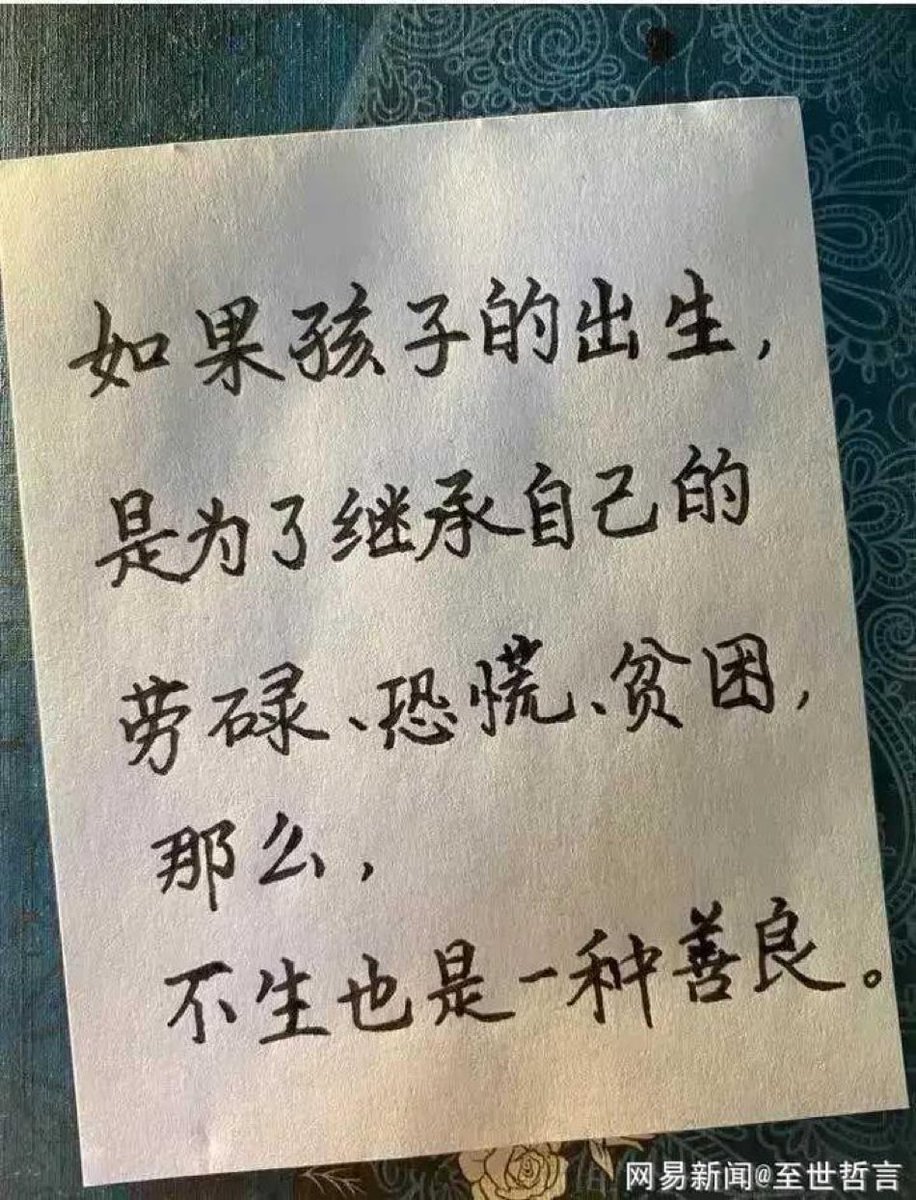 如果孩子的出生，
是为了继承自己的
劳碌、恐慌、贫困，
那么，
不生也是一种善良。
网易新闻@至世哲言